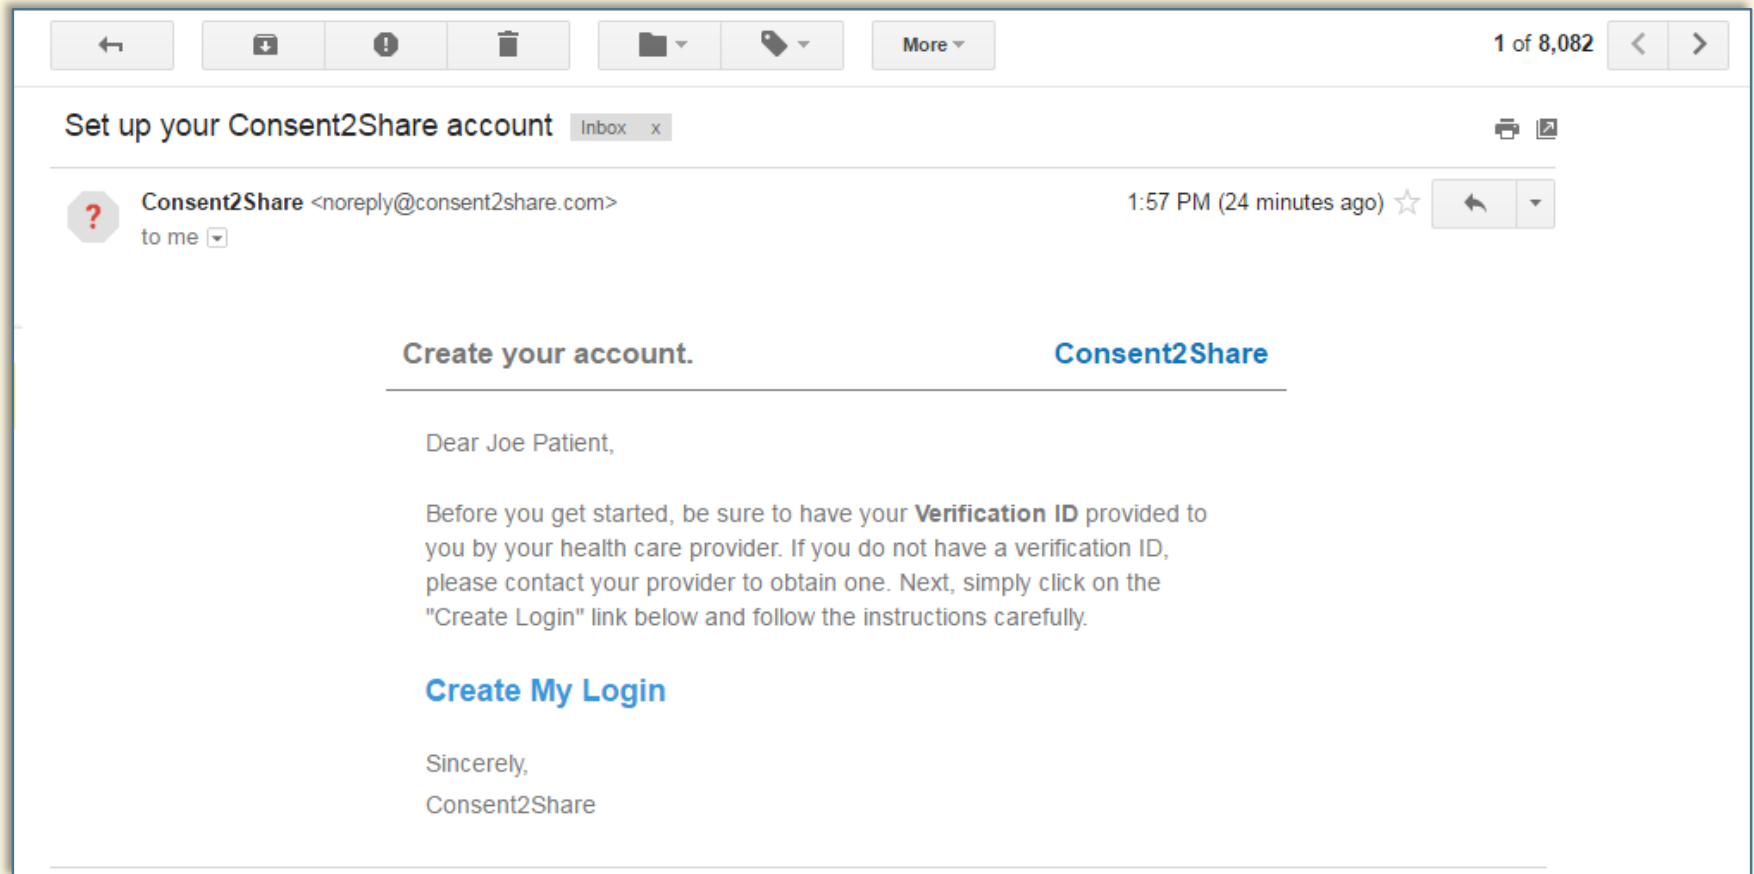 More
1 of 8,082
Set up your Consent2Share account Inbox x
Consent2Share <noreply@consent2share.com> 1:57 PM (24 minutes ago)
to me
Create your account. Consent2Share
Dear Joe Patient,
Before you get started, be sure to have your Verification ID provided to
you by your health care provider. If you do not have a verification ID,
please contact your provider to obtain one. Next, simply click on the
"Create Login" link below and follow the instructions carefully.
Create My Login
Sincerely,
Consent2Share